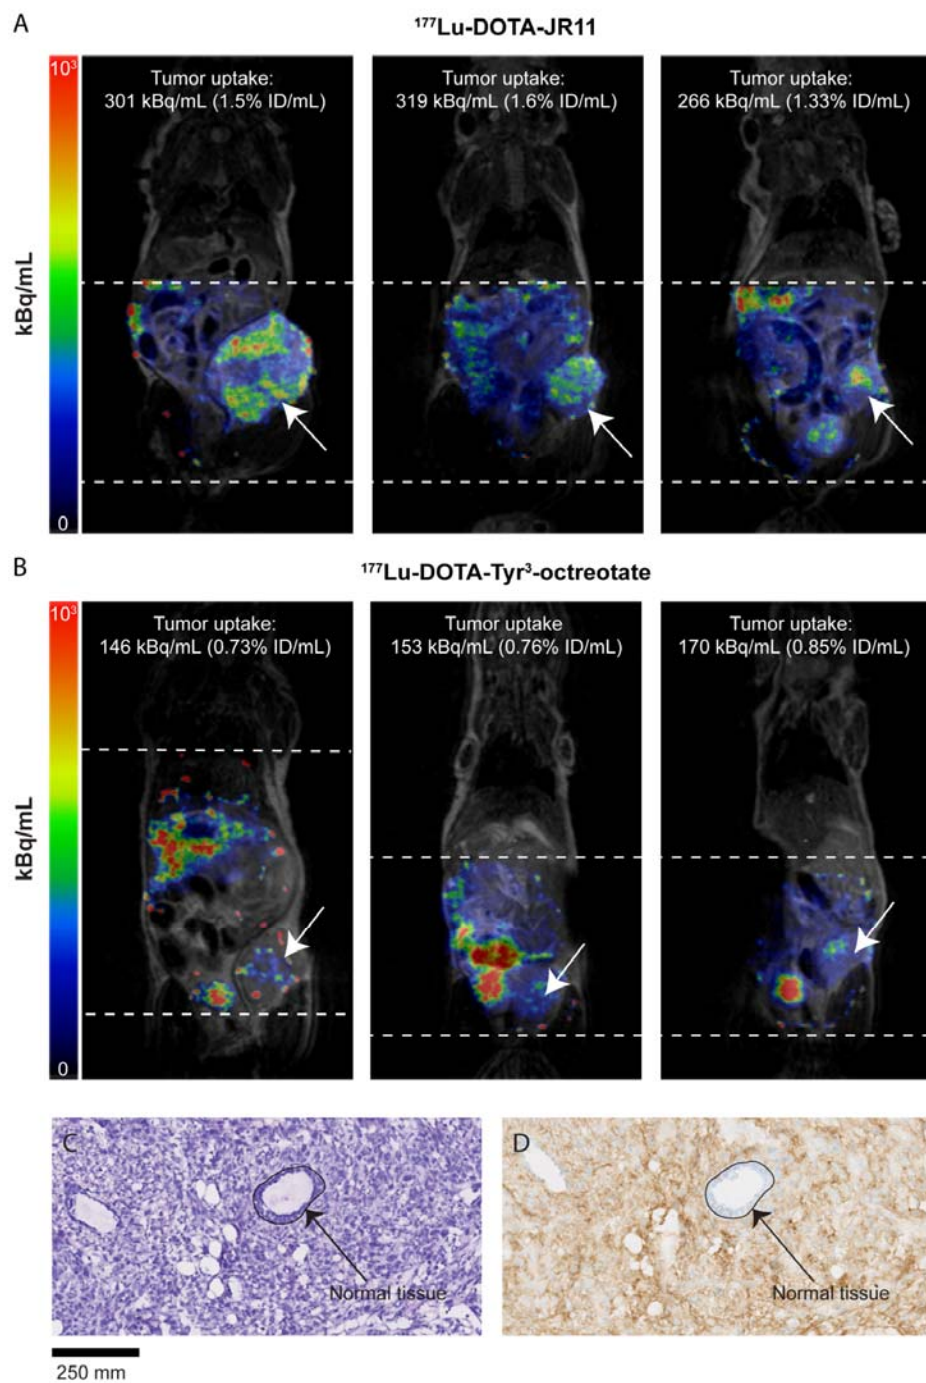 A
¹⁷⁷Lu-DOTA-JR11
10³
kBq/mL
0
Tumor uptake:
301 kBq/mL (1.5% ID/mL)
Tumor uptake:
319 kBq/mL (1.6% ID/mL)
Tumor uptake:
266 kBq/mL (1.33% ID/mL)
B
¹⁷⁷Lu-DOTA-Tyr³-octreotate
10³
kBq/mL
0
Tumor uptake:
146 kBq/mL (0.73% ID/mL)
Tumor uptake
153 kBq/mL (0.76% ID/mL)
Tumor uptake:
170 kBq/mL (0.85% ID/mL)
C
Normal tissue
D
Normal tissue
250 mm